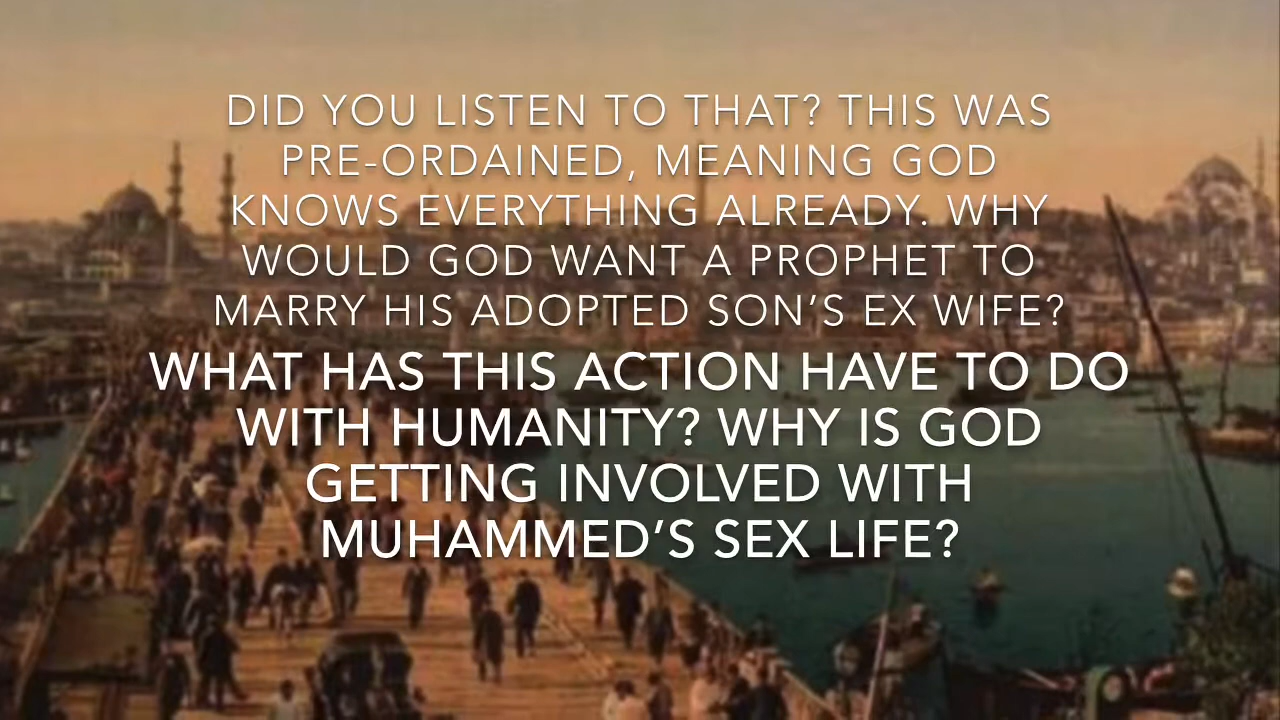 DID YOU LISTEN TO THAT? THIS WAS
PRE-ORDAINED, MEANING GOD
KNOWS EVERYTHING ALREADY. WHY
WOULD GOD WANT A PROPHET TO
MARRY HIS ADOPTED SON’S EX WIFE?
WHAT HAS THIS ACTION HAVE TO DO
WITH HUMANITY? WHY IS GOD
GETTING INVOLVED WITH
MUHAMMED’S SEX LIFE?